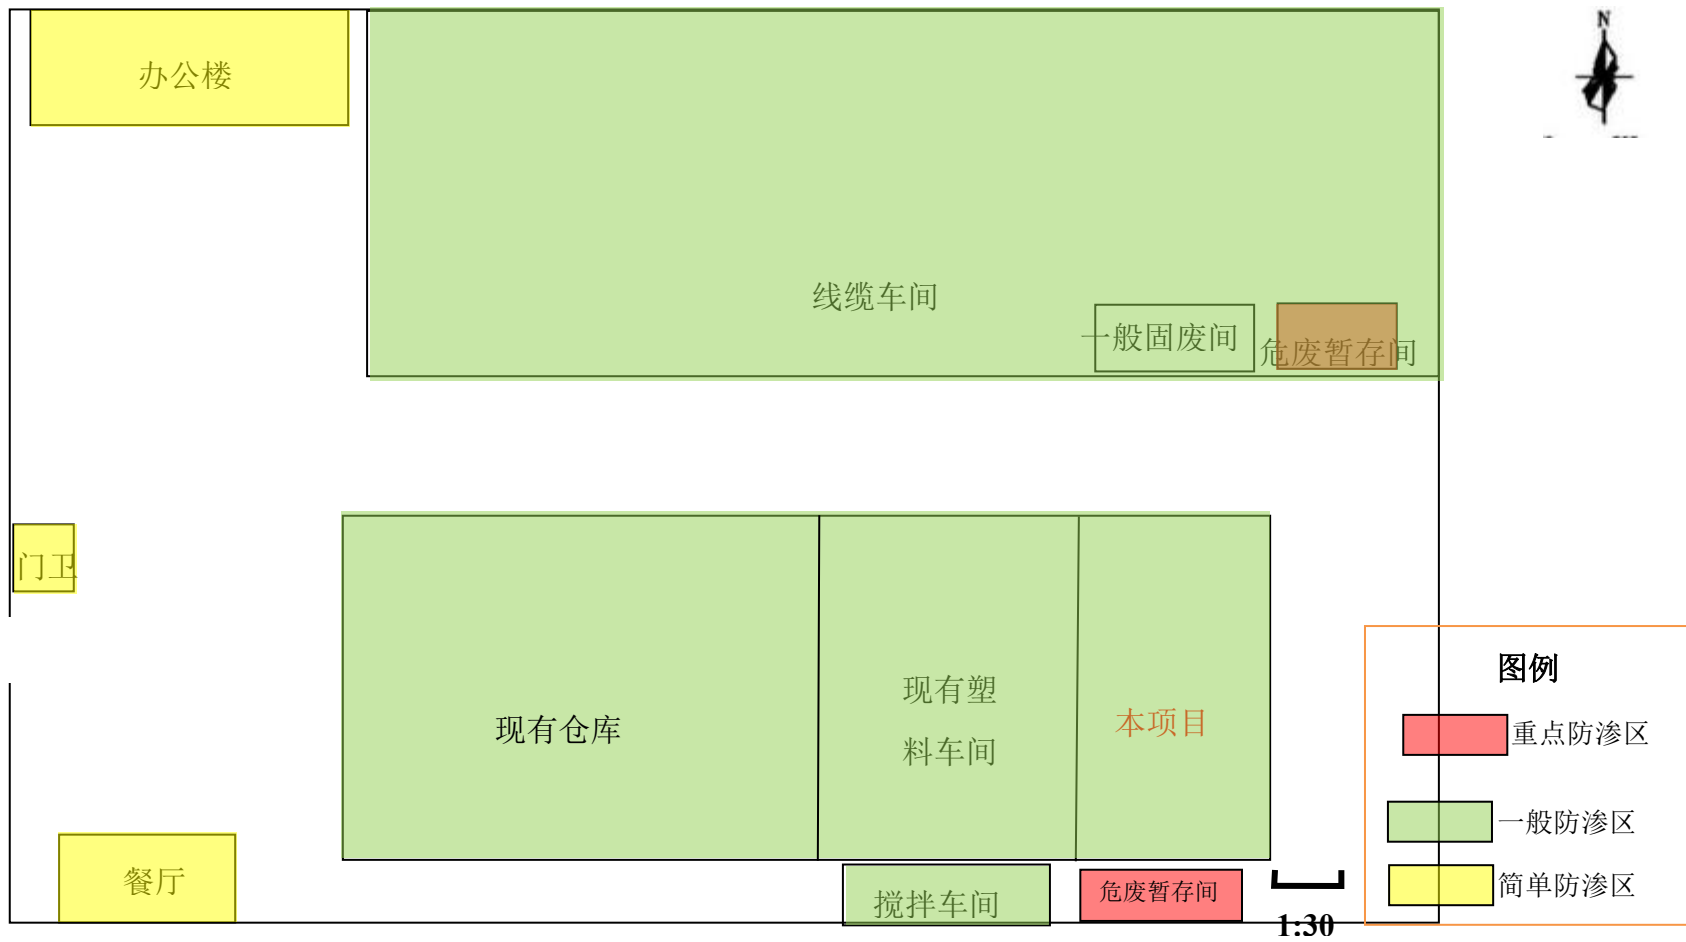 N
办公楼
线缆车间
一般固废间
危废暂存间
门卫
现有仓库
现有塑
料车间
本项目
餐厅
搅拌车间
危废暂存间
1:30
图例
重点防渗区
一般防渗区
简单防渗区